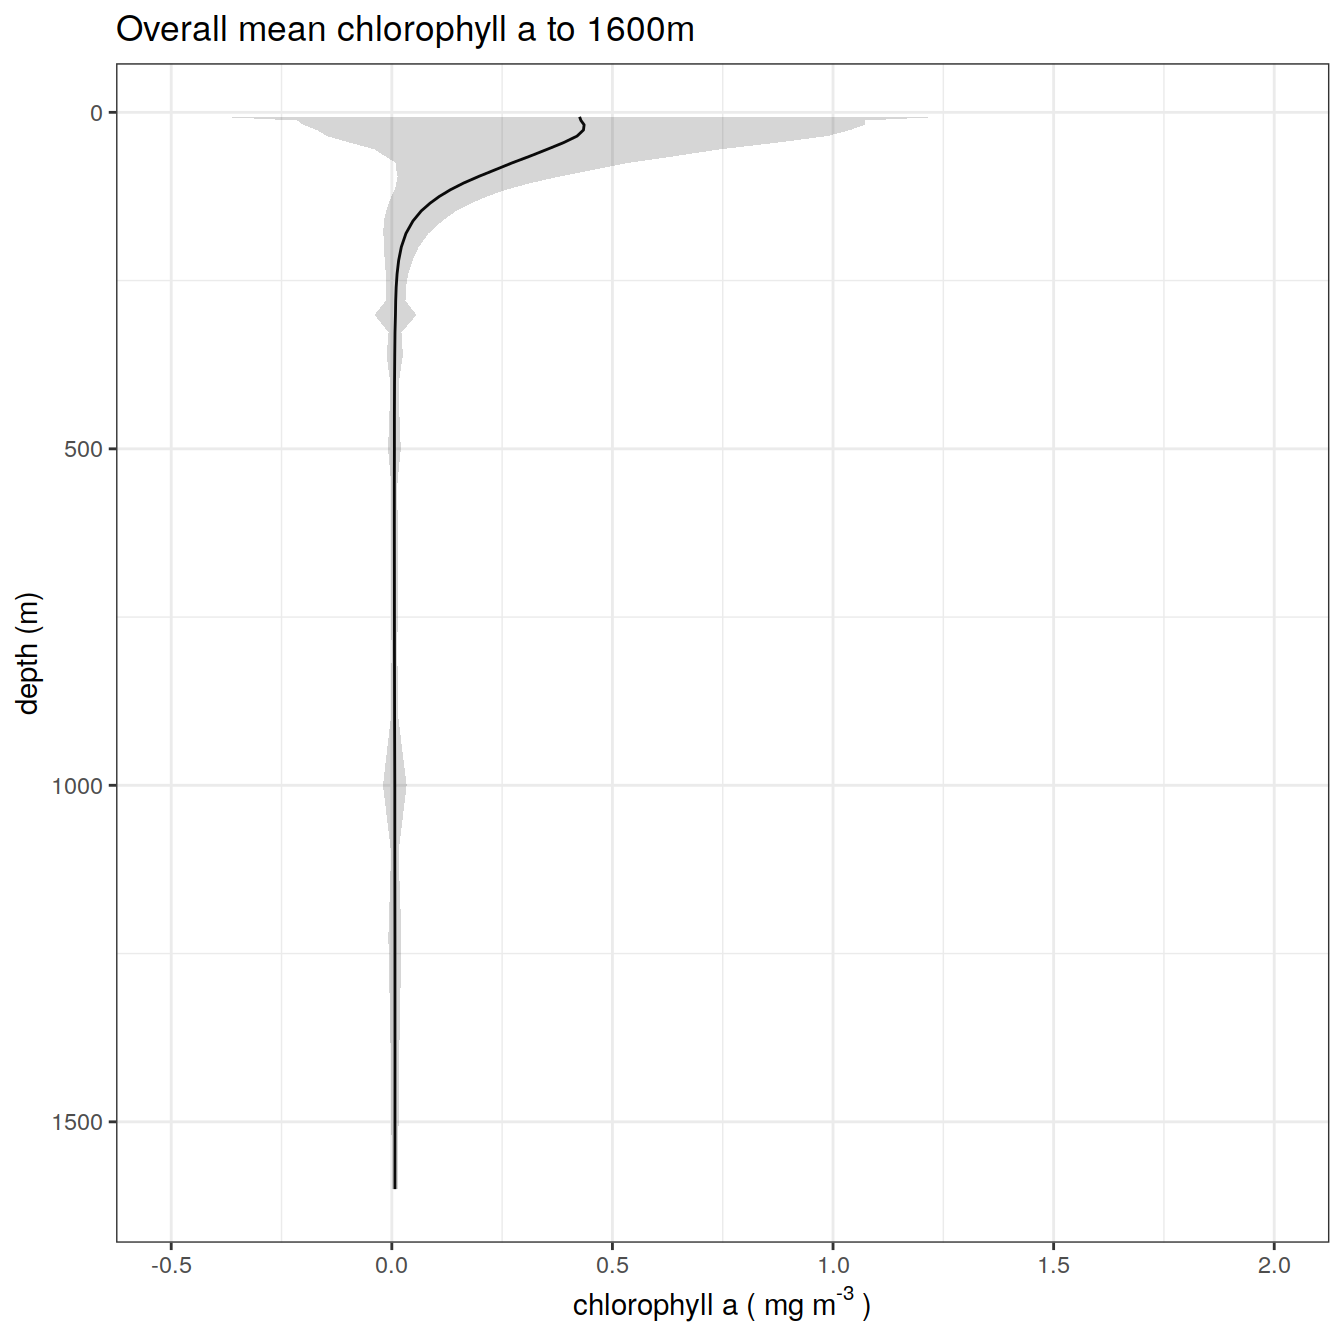 Overall mean chlorophyll a to 1600m
0
500
1000
1500
depth (m)
-0.5 0.0 0.5 1.0 1.5 2.0
chlorophyll a ( mg m⁻³ )